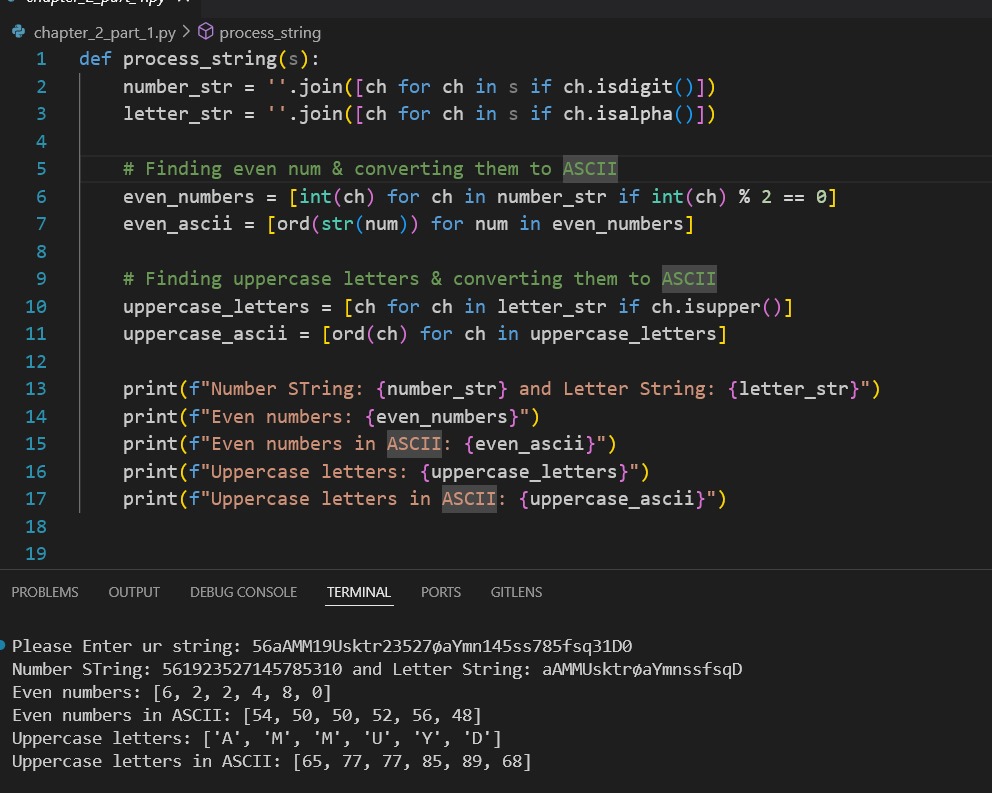 chapter_2_part_1.py
chapter_2_part_1.py > process_string
1 def process_string(s):
2     number_str = ''.join([ch for ch in s if ch.isdigit()])
3     letter_str = ''.join([ch for ch in s if ch.isalpha()])
4
5     # Finding even num & converting them to ASCII
6     even_numbers = [int(ch) for ch in number_str if int(ch) % 2 == 0]
7     even_ascii = [ord(str(num)) for num in even_numbers]
8
9     # Finding uppercase letters & converting them to ASCII
10     uppercase_letters = [ch for ch in letter_str if ch.isupper()]
11     uppercase_ascii = [ord(ch) for ch in uppercase_letters]
12
13     print(f"Number STring: {number_str} and Letter String: {letter_str}")
14     print(f"Even numbers: {even_numbers}")
15     print(f"Even numbers in ASCII: {even_ascii}")
16     print(f"Uppercase letters: {uppercase_letters}")
17     print(f"Uppercase letters in ASCII: {uppercase_ascii}")
18
19
PROBLEMS OUTPUT DEBUG CONSOLE TERMINAL PORTS GITLENS
Please Enter ur string: 56aAMM19Usktr23527øaYmn145ss785fsq31D0
Number STring: 561923527145785310 and Letter String: aAMMUsktrøaYmnssfsqD
Even numbers: [6, 2, 2, 4, 8, 0]
Even numbers in ASCII: [54, 50, 50, 52, 56, 48]
Uppercase letters: ['A', 'M', 'M', 'U', 'Y', 'D']
Uppercase letters in ASCII: [65, 77, 77, 85, 89, 68]